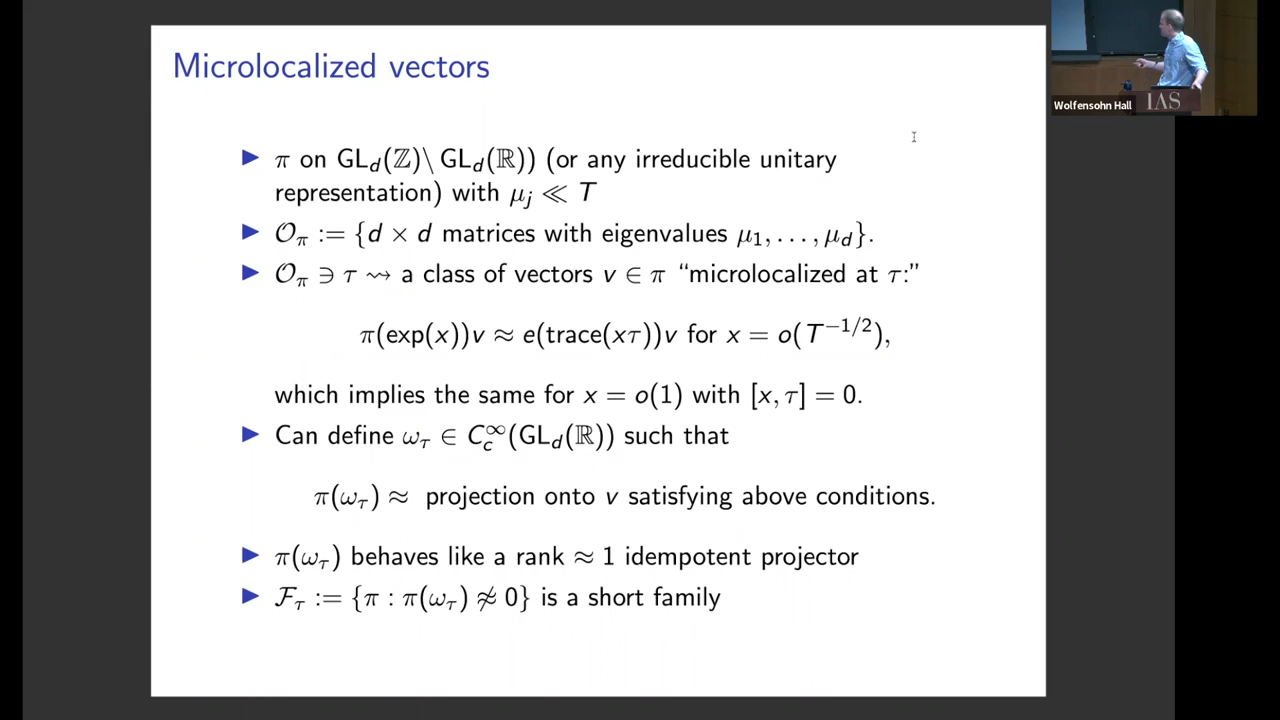 Microlocalized vectors
π on GL_d(ℤ)\ GL_d(ℝ)) (or any irreducible unitary
representation) with μ_j ≪ T
𝒪_π := {d × d matrices with eigenvalues μ_1, . . . , μ_d}.
𝒪_π ∋ τ ⇝ a class of vectors v ∈ π “microlocalized at τ:”
π(exp(x))v ≈ e(trace(xτ))v for x = o(T^{−1/2}),
which implies the same for x = o(1) with [x, τ] = 0.
Can define ω_τ ∈ C_c^∞(GL_d(ℝ)) such that
π(ω_τ) ≈ projection onto v satisfying above conditions.
π(ω_τ) behaves like a rank ≈ 1 idempotent projector
ℱ_τ := {π : π(ω_τ) ≉ 0} is a short family
Wolfensohn Hall
IAS